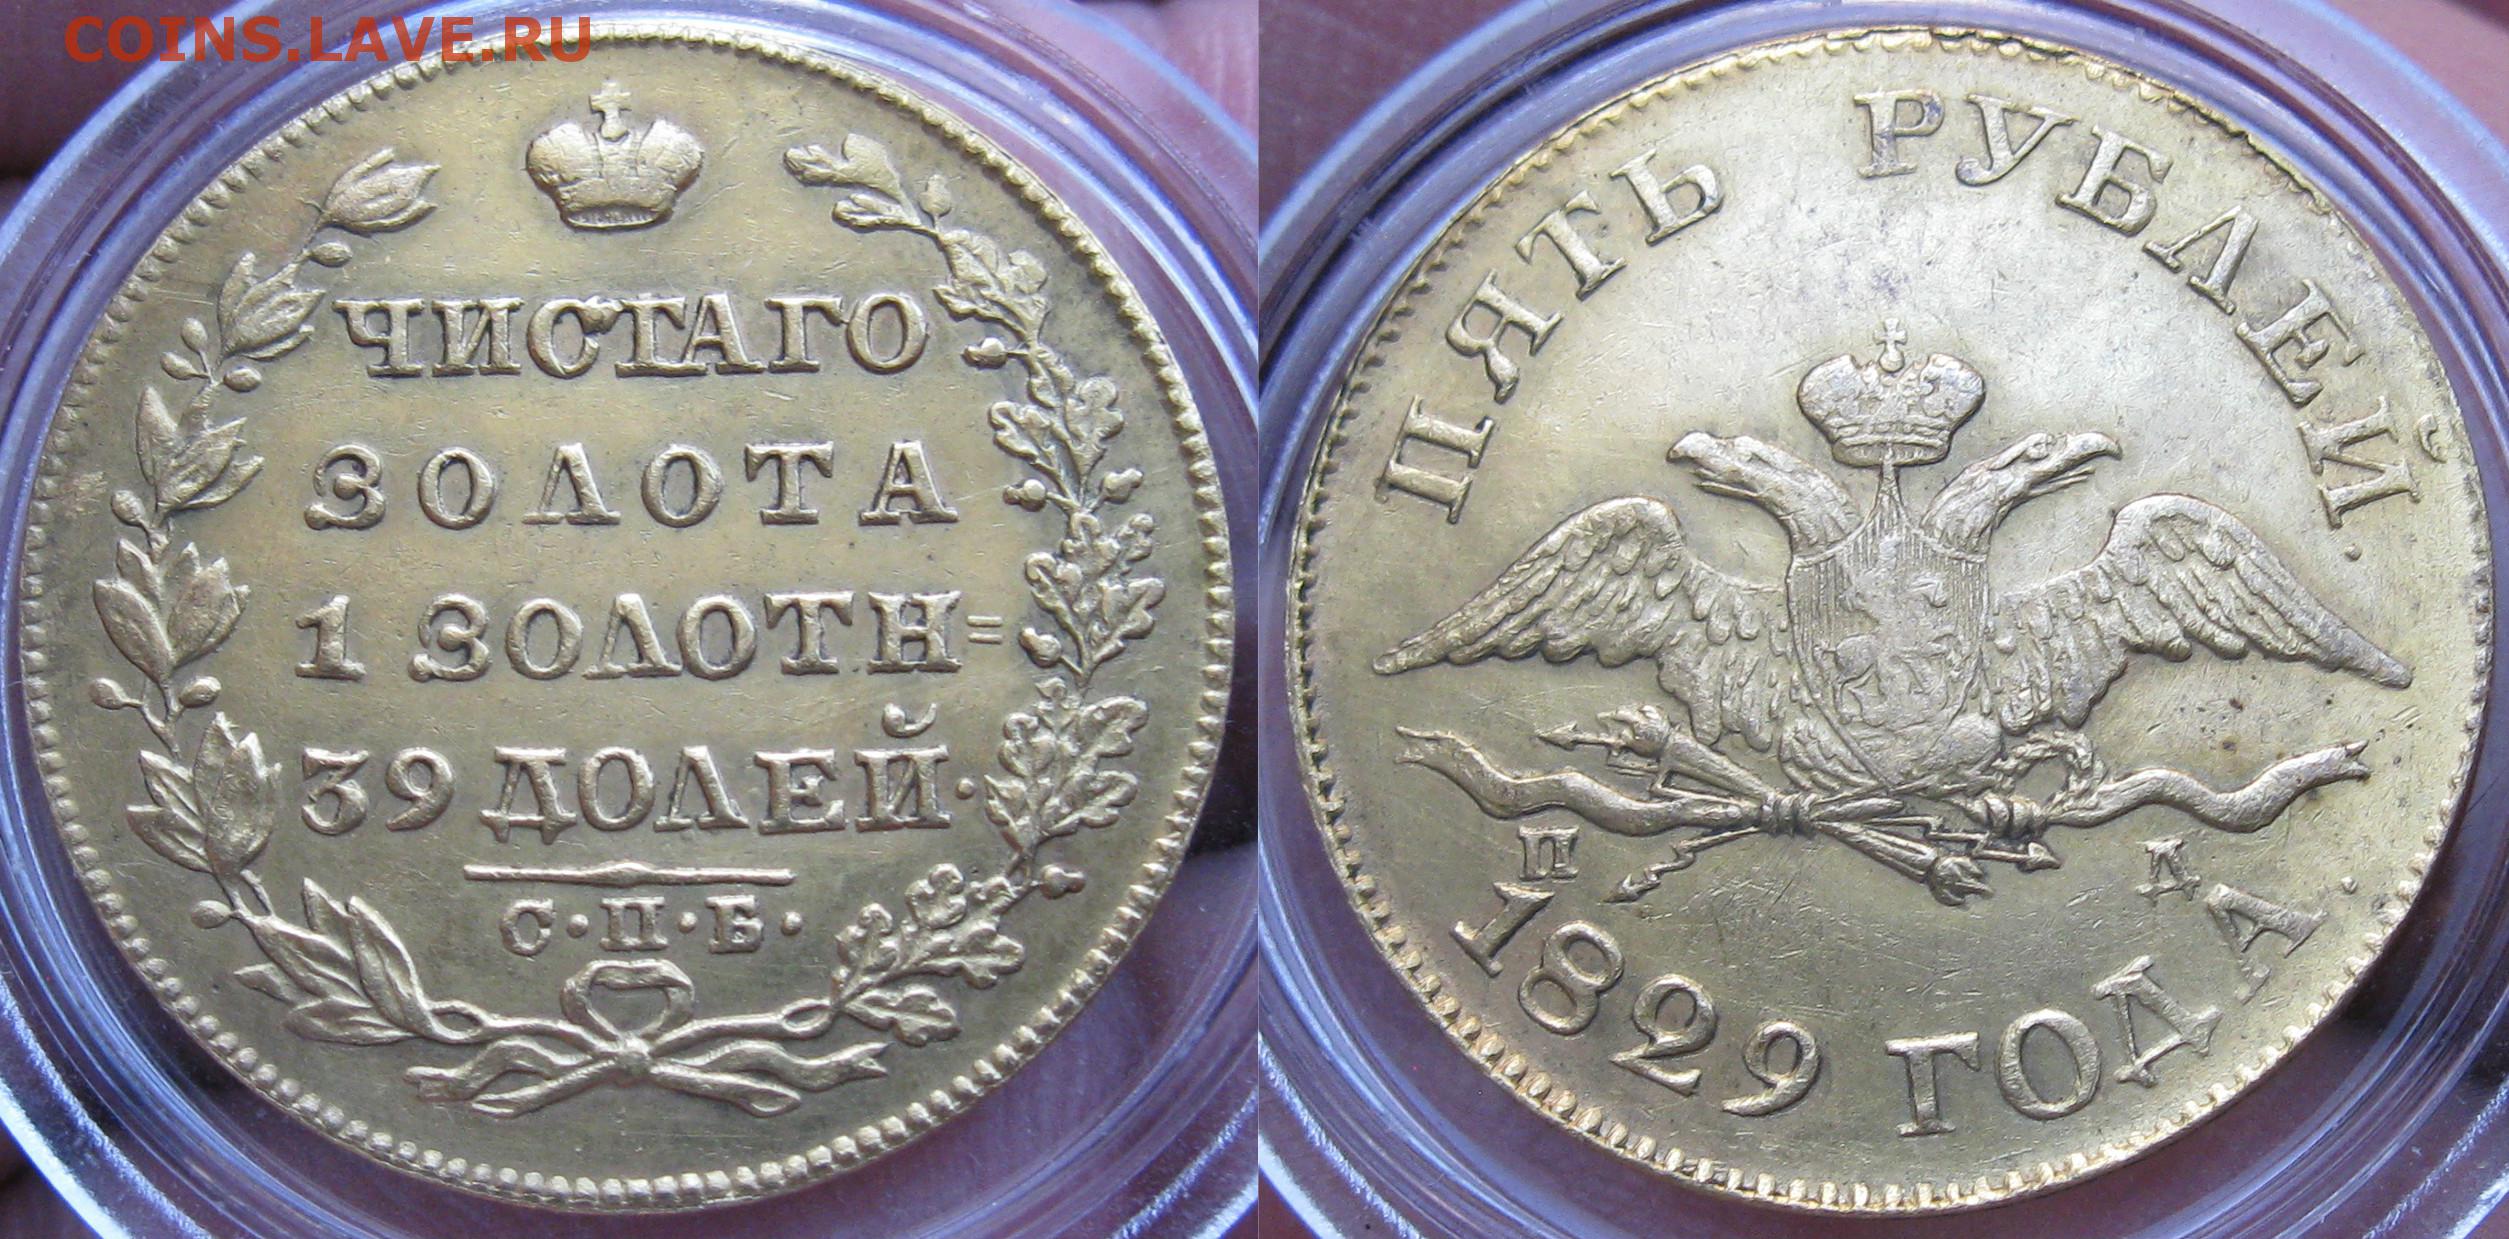 COINS.LAVE.RU
ЧИСТАГО
ЗОЛОТА
1 ЗОЛОТН=
39 ДОЛЕЙ·
С·П·Б·
ПЯТЬ РУБЛЕЙ.
П Д
1829 ГОДА.